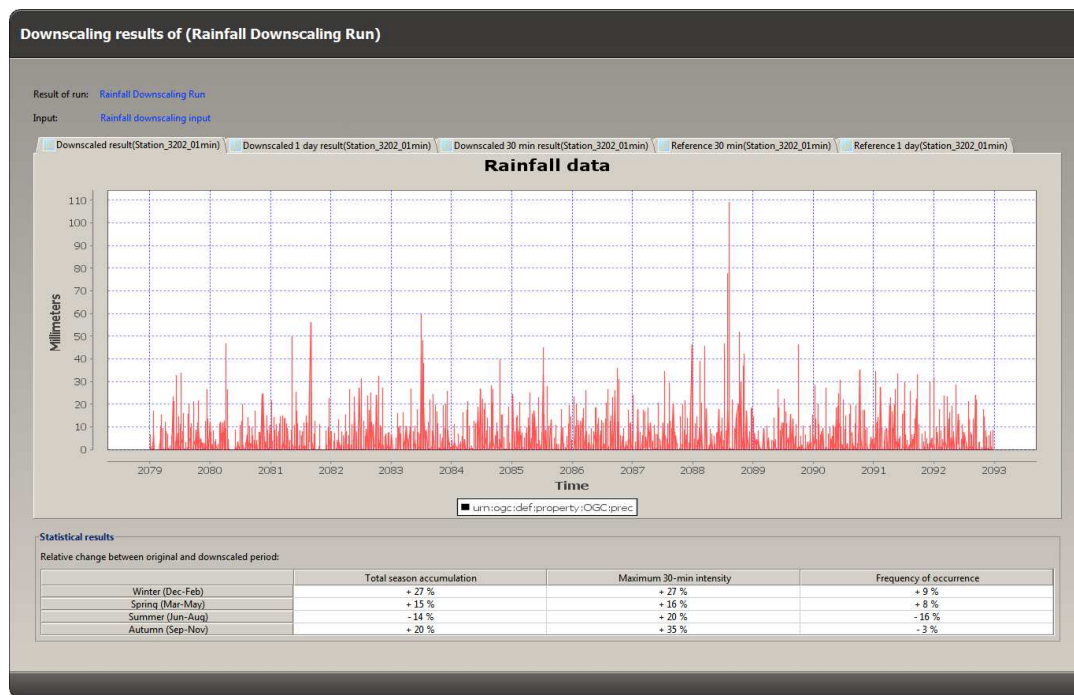 Downscaling results of (Rainfall Downscaling Run)
Result of run: Rainfall Downscaling Run
Input: Rainfall downscaling input
Downscaled result(Station_3202_01min) Downscaled 1 day result(Station_3202_01min) Downscaled 30 min result(Station_3202_01min) Reference 30 min(Station_3202_01min) Reference 1 day(Station_3202_01min)
Rainfall data
110
100
90
80
70
60
50
40
30
20
10
0
Millimeters
2079 2080 2081 2082 2083 2084 2085 2086 2087 2088 2089 2090 2091 2092 2093
Time
urn:ogc:def:property:OGC:prec
Statistical results
Relative change between original and downscaled period:
Total season accumulation Maximum 30-min intensity Frequency of occurrence
Winter (Dec-Feb) + 27 % + 27 % + 9 %
Spring (Mar-May) + 15 % + 16 % + 8 %
Summer (Jun-Aug) - 14 % + 20 % - 16 %
Autumn (Sep-Nov) + 20 % + 35 % - 3 %